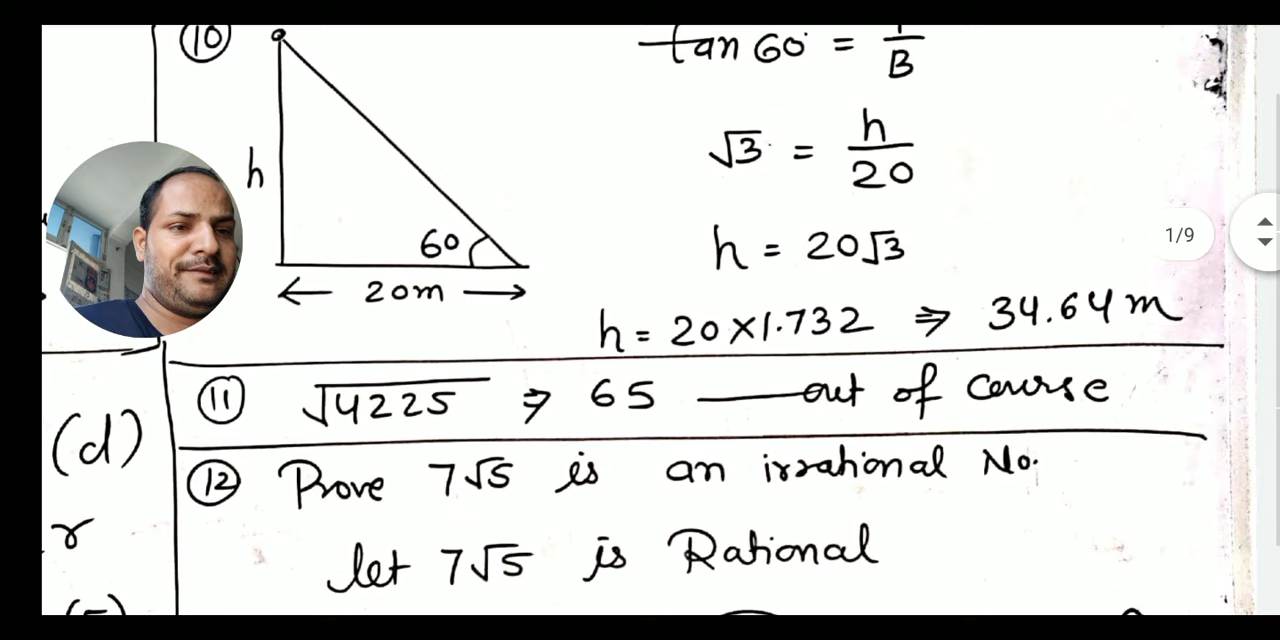 (10)
tan 60° = /B
h
√3 = h/20
60
h = 20√3
20m
h = 20 × 1.732 ⇒ 34.64 m
1/9
(11) √4225 ⇒ 65 — out of course
(d)
(12) Prove 7√5 is an irrational No.
r
let 7√5 is Rational